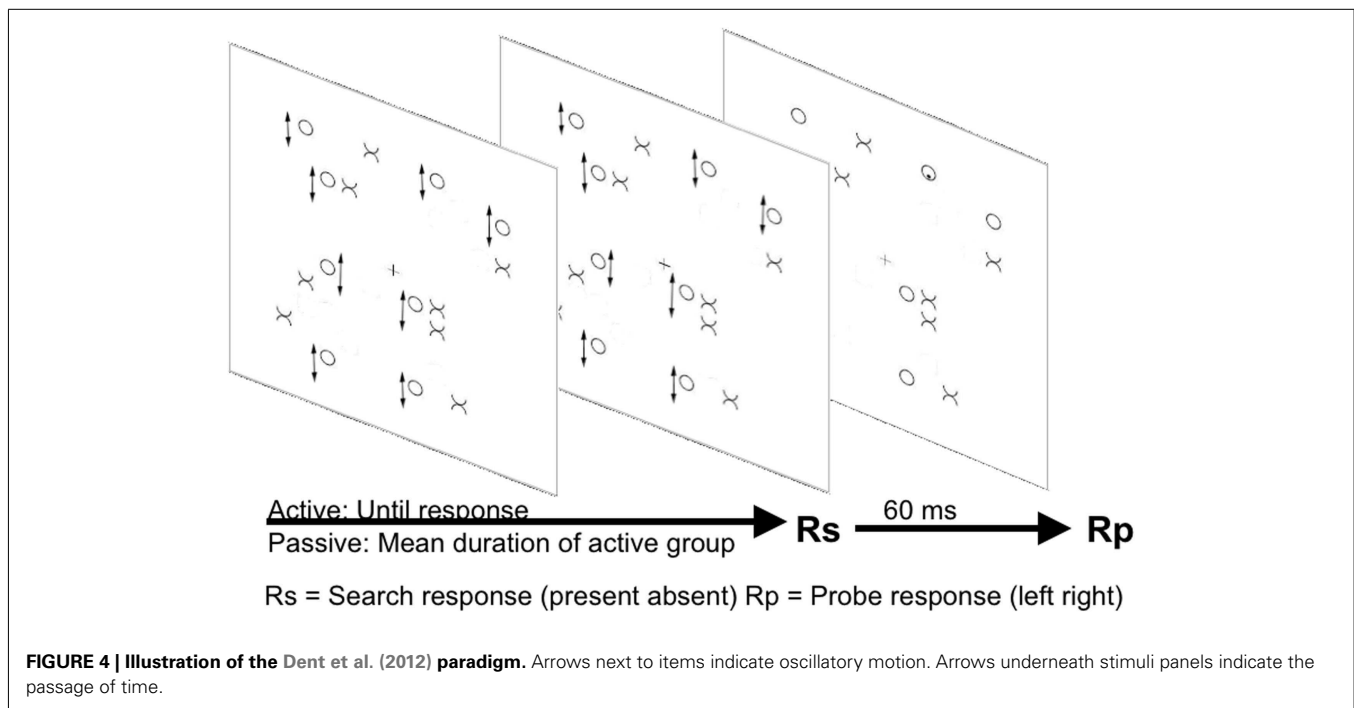 Active: Until response
Passive: Mean duration of active group
Rs
60 ms
Rp
Rs = Search response (present absent) Rp = Probe response (left right)
FIGURE 4 | Illustration of the Dent et al. (2012) paradigm. Arrows next to items indicate oscillatory motion. Arrows underneath stimuli panels indicate the
passage of time.